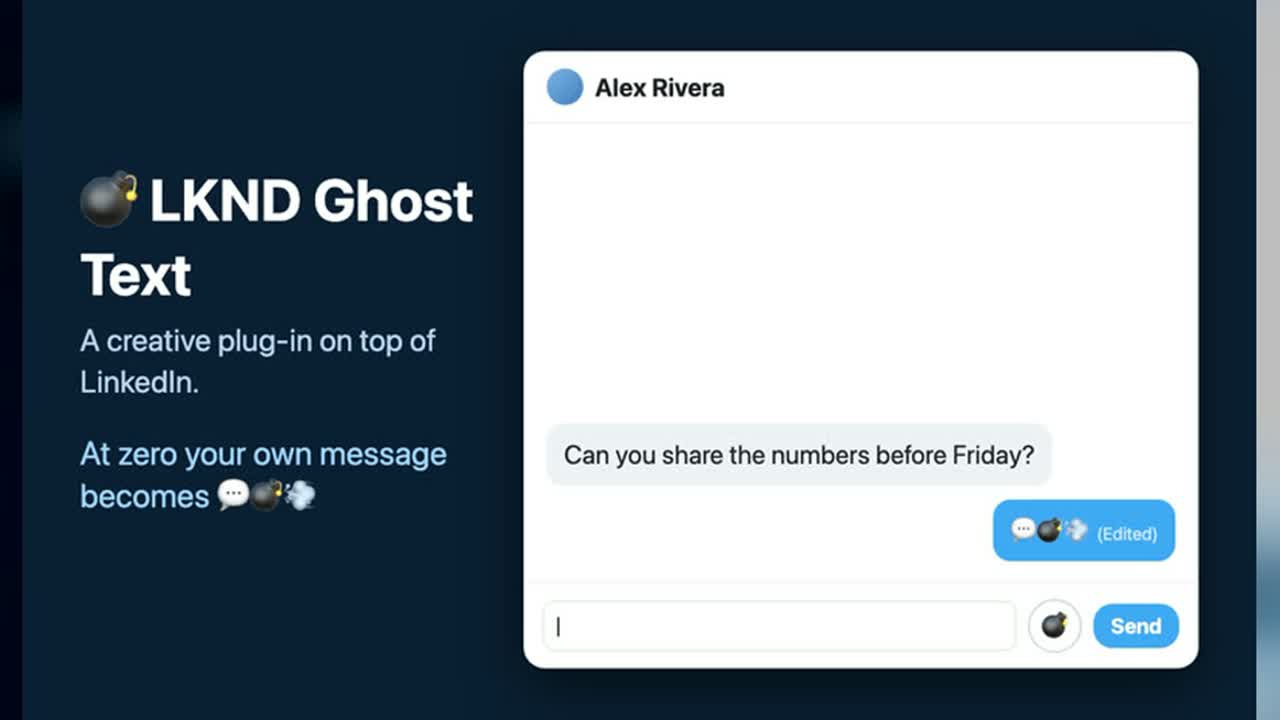 💣 LKND Ghost
Text
A creative plug-in on top of
LinkedIn.
At zero your own message
becomes 💬💣💨
Alex Rivera
Can you share the numbers before Friday?
💬💣💨 (Edited)
💣 Send